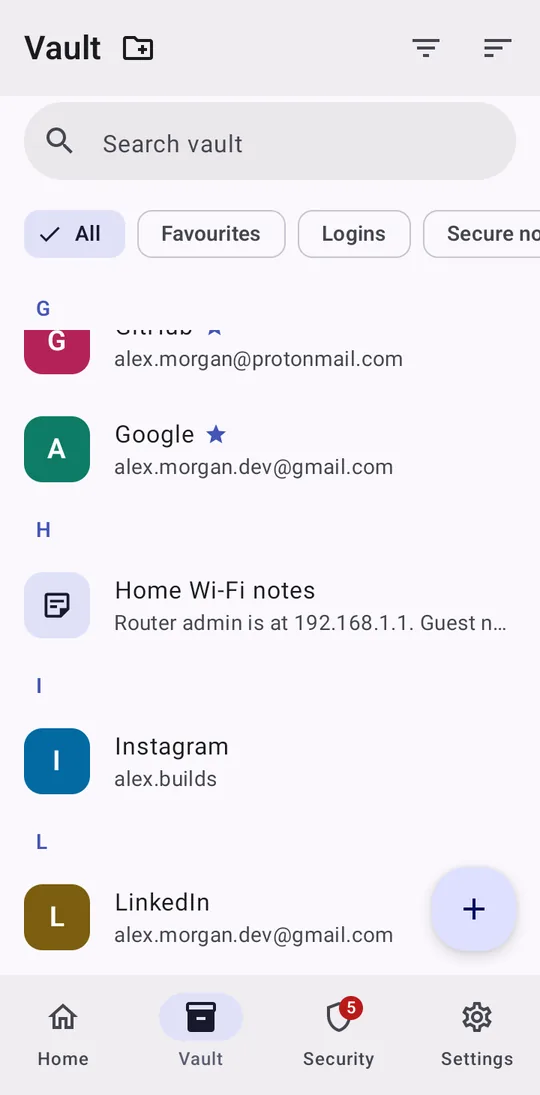 Vault
Search vault
All
Favourites
Logins
Secure no
G
G
GitHub
alex.morgan@protonmail.com
A
Google
alex.morgan.dev@gmail.com
H
Home Wi-Fi notes
Router admin is at 192.168.1.1. Guest n...
I
I
Instagram
alex.builds
L
L
LinkedIn
alex.morgan.dev@gmail.com
5
Home
Vault
Security
Settings